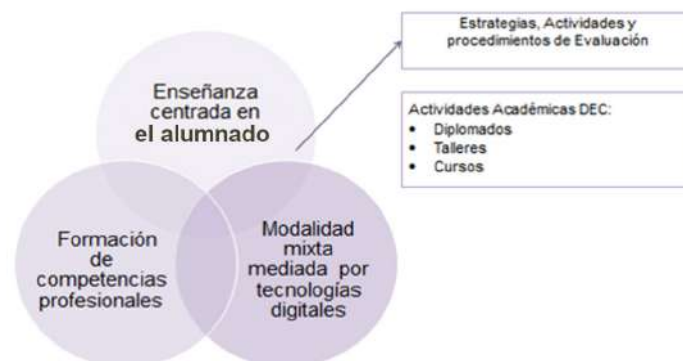 Estrategias, Actividades y
procedimientos de Evaluación
Enseñanza
centrada en
el alumnado
Actividades Académicas DEC:
• Diplomados
• Talleres
• Cursos
Formación
de
competencias
profesionales
Modalidad
mixta
mediada por
tecnologías
digitales